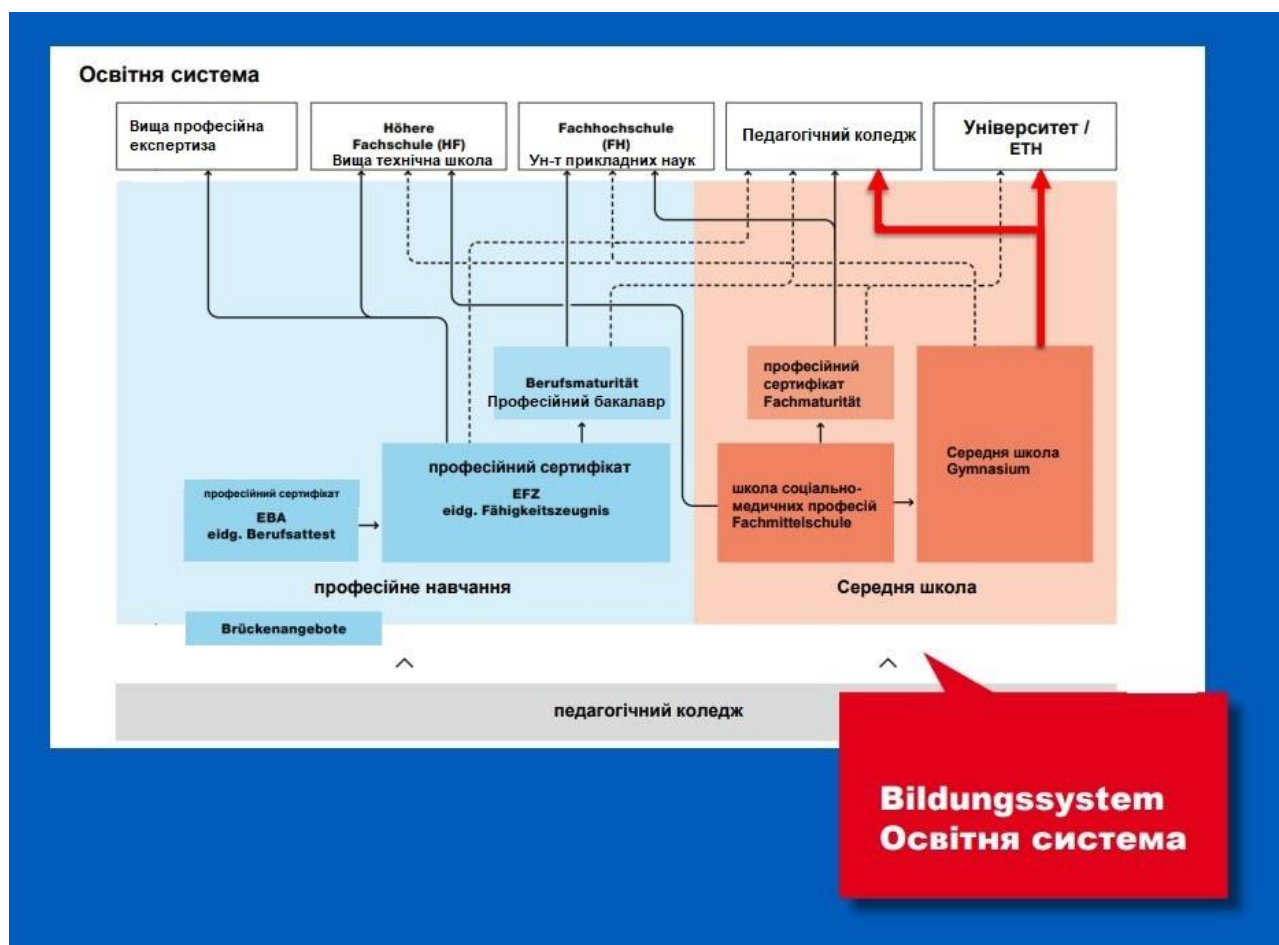 Освітня система
Вища професійна
експертиза
Höhere
Fachschule (HF)
Вища технічна школа
Fachhochschule
(FH)
Ун-т прикладних наук
Педагогічний коледж
Університет /
ETH
Berufsmaturität
Професійний бакалавр
професійний
сертифікат
Fachmaturität
професійний сертифікат
EBA
eidg. Berufsattest
професійний сертифікат
EFZ
eidg. Fähigkeitszeugnis
школа соціально-
медичних професій
Fachmittelschule
Середня школа
Gymnasium
професійне навчання
Середня школа
Brückenangebote
педагогічний коледж
Bildungssystem
Освітня система